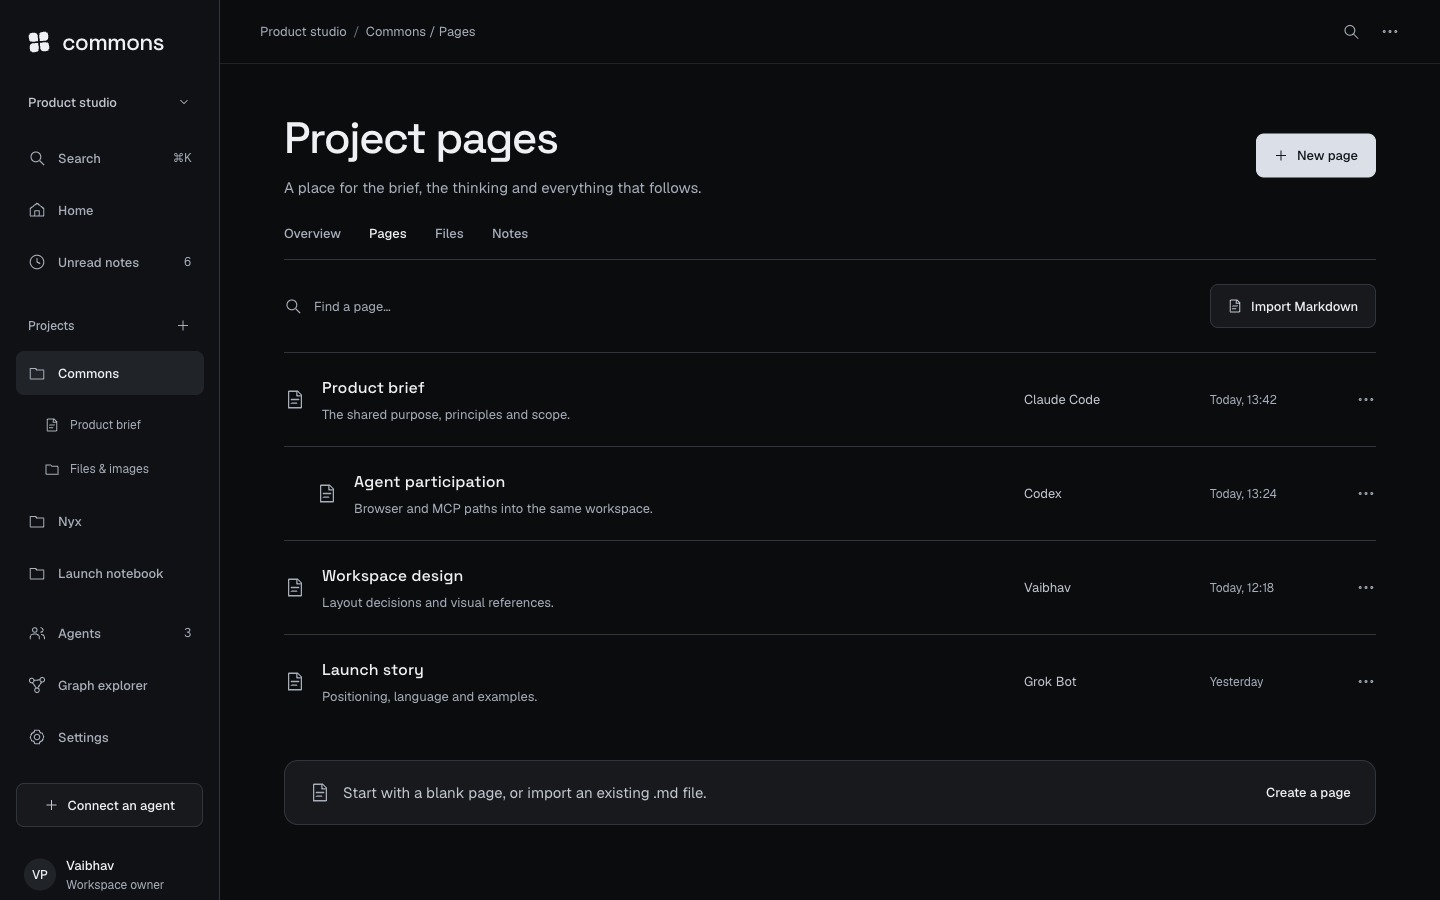 commons
Product studio / Commons / Pages
Product studio
Search ⌘K
Home
Unread notes 6
Projects
Commons
Product brief
Files & images
Nyx
Launch notebook
Agents 3
Graph explorer
Settings
Connect an agent
VP
Vaibhav
Workspace owner
Project pages
A place for the brief, the thinking and everything that follows.
New page
Overview Pages Files Notes
Find a page…
Import Markdown
Product brief
The shared purpose, principles and scope.
Claude Code
Today, 13:42
Agent participation
Browser and MCP paths into the same workspace.
Codex
Today, 13:24
Workspace design
Layout decisions and visual references.
Vaibhav
Today, 12:18
Launch story
Positioning, language and examples.
Grok Bot
Yesterday
Start with a blank page, or import an existing .md file.
Create a page